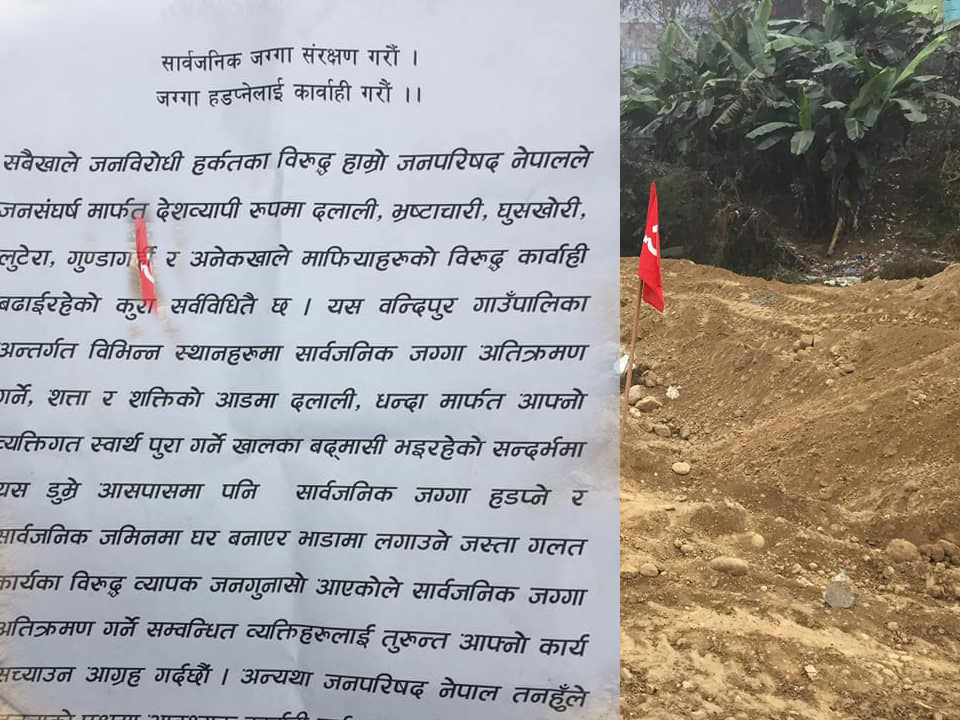 सार्वजनिक जग्गा संरक्षण गरौं ।
जग्गा हडप्नेलाई कार्वाही गरौं ।।
सबैखाले जनविरोधी हर्कतका विरुद्ध हाम्रो जनपरिषद नेपालले
जनसंघर्ष मार्फत देशव्यापी रूपमा दलाली, भ्रष्टाचारी, घुसखोरी,
लुटेरा, गुण्डागर्दी र अनेकखाले माफियाहरूको विरुद्ध कार्वाही
बढाईरहेको कुरा सर्वविधितै छ । यस वन्दिपुर गाउँपालिका
अन्तर्गत विभिन्न स्थानहरूमा सार्वजनिक जग्गा अतिक्रमण
गर्ने, शत्ता र शक्तिको आडमा दलाली, धन्दा मार्फत आफ्नो
व्यक्तिगत स्वार्थ पुरा गर्ने खालका बद्मासी भइरहेको सन्दर्भमा
यस डुम्रे आसपासमा पनि सार्वजनिक जग्गा हडप्ने र
सार्वजनिक जमिनमा घर बनाएर भाडामा लगाउने जस्ता गलत
कार्यका विरुद्ध व्यापक जनगुनासो आएकोले सार्वजनिक जग्गा
अतिक्रमण गर्ने सम्वन्धित व्यक्तिहरूलाई तुरून्त आफ्नो कार्य
सच्याउन आग्रह गर्दछौं । अन्यथा जनपरिषद नेपाल तनहुँले